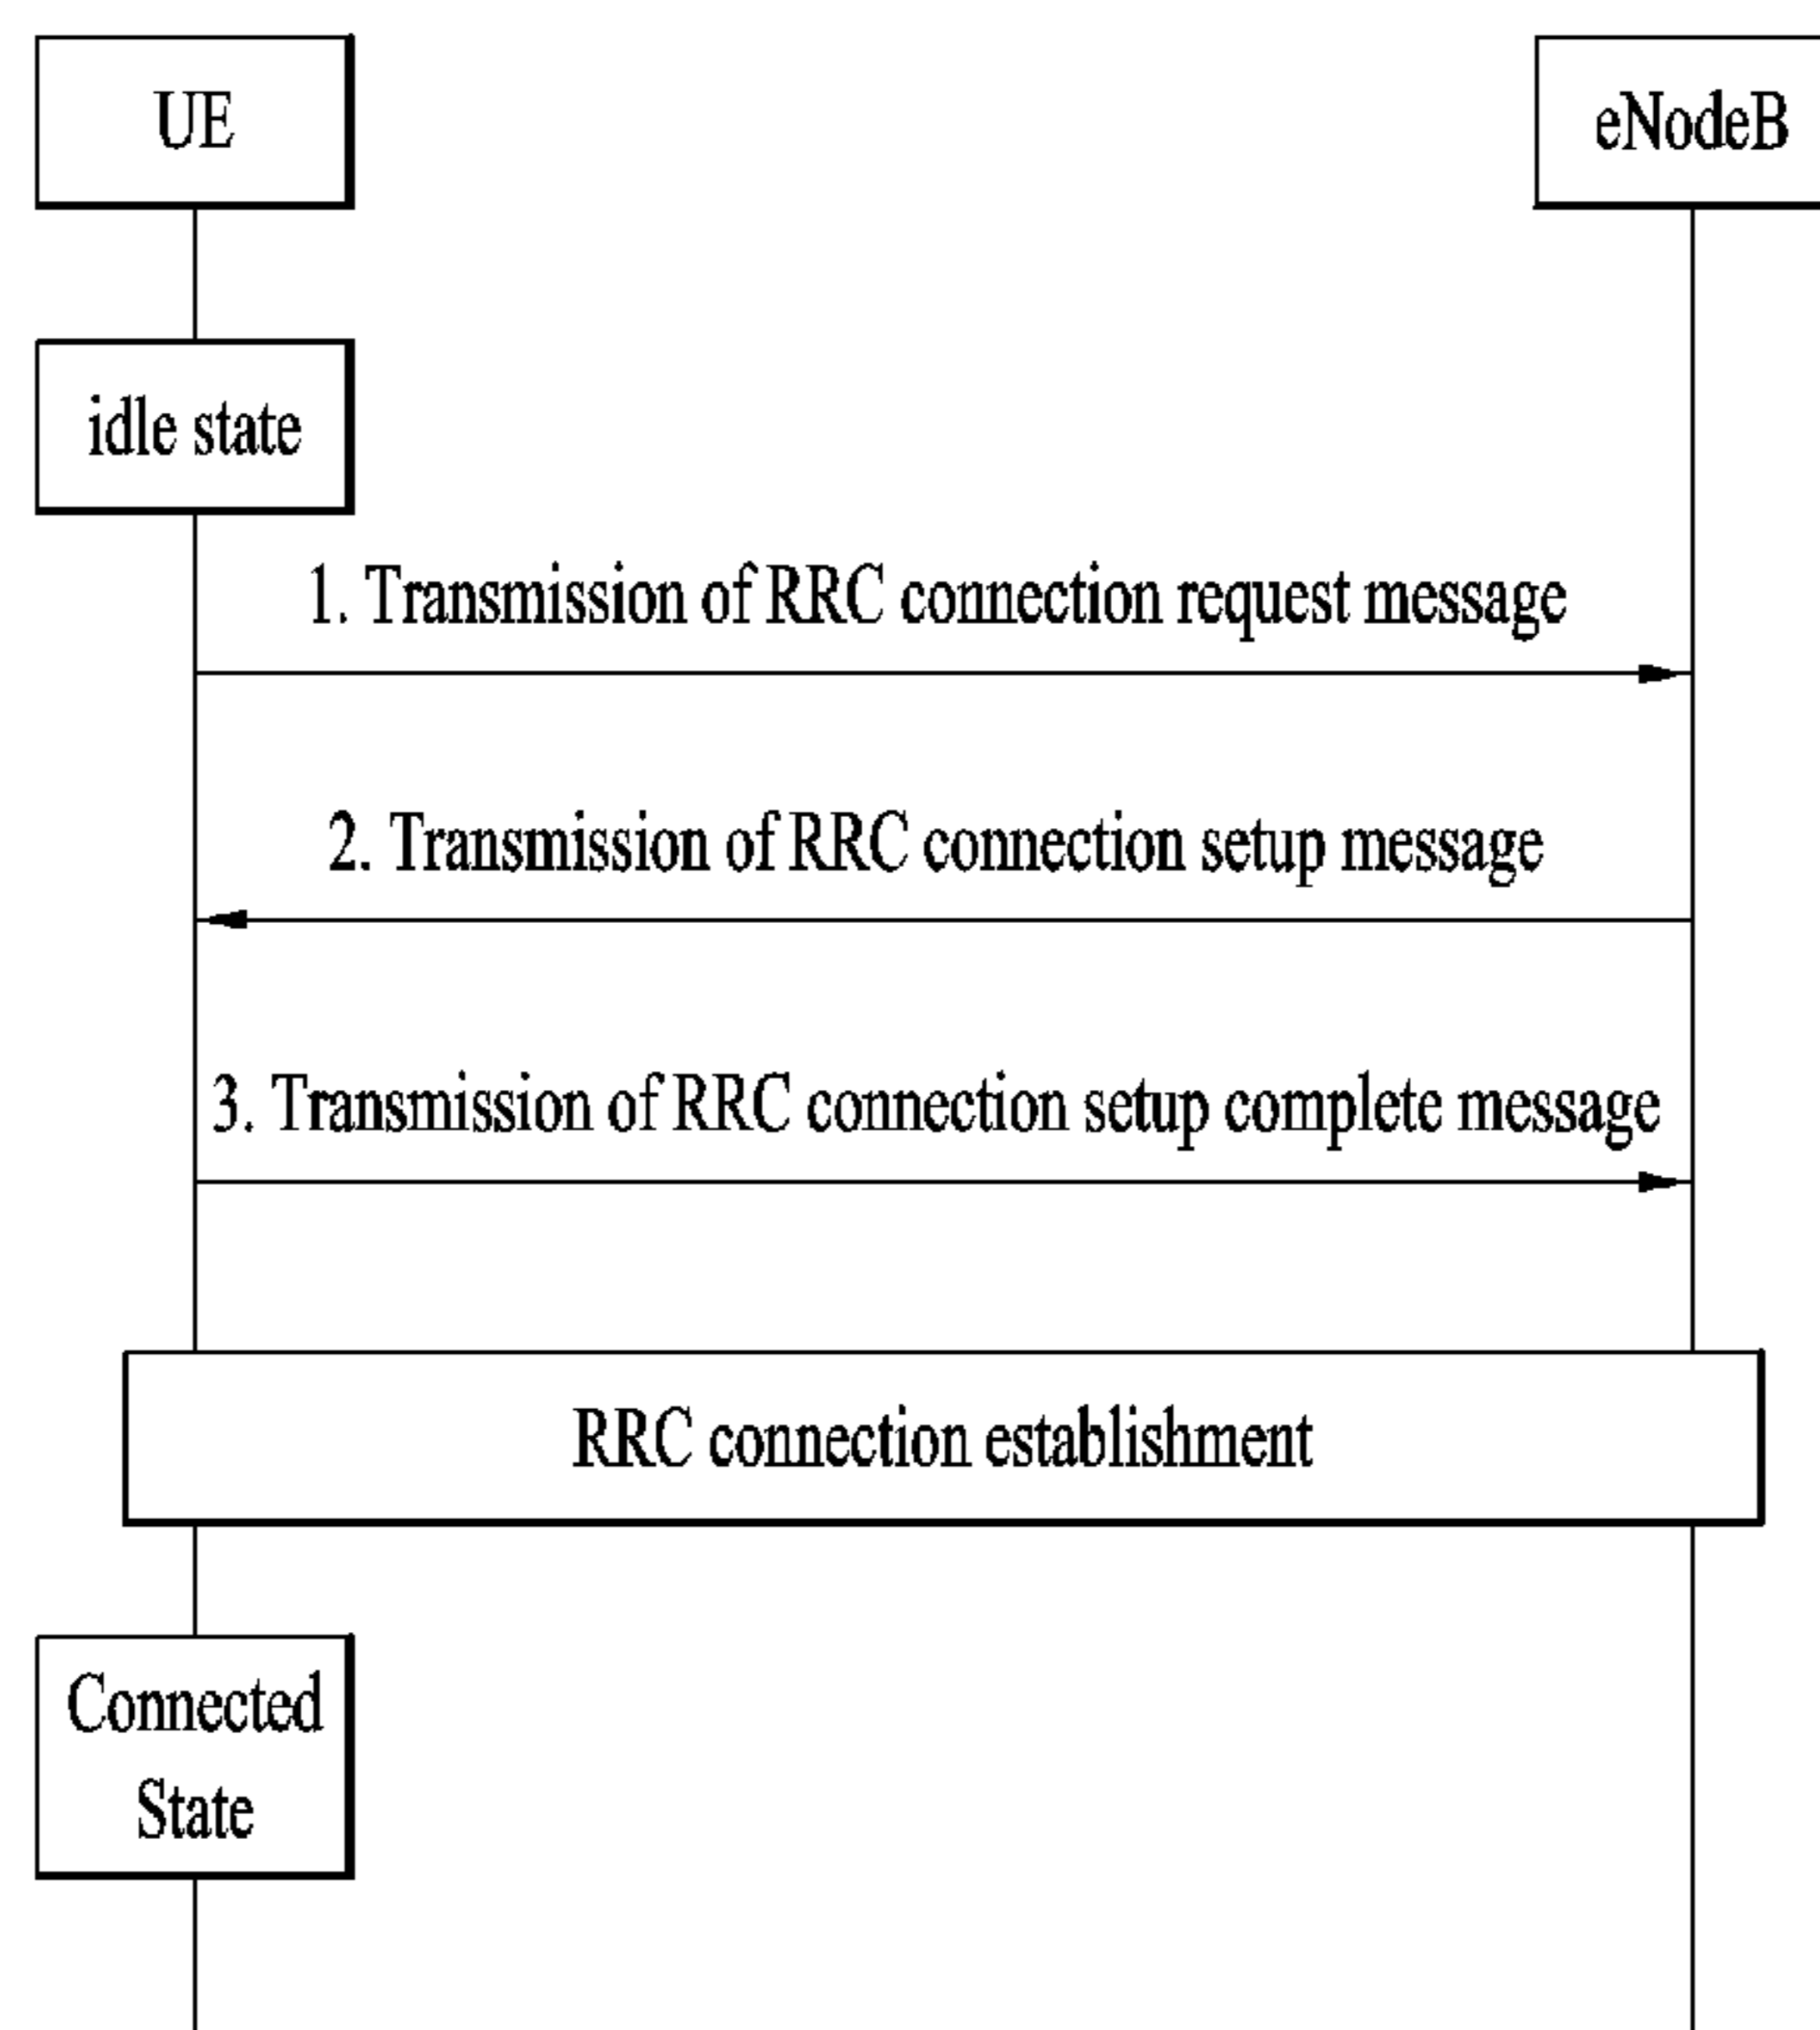 UE
eNodeB
idle state
1. Transmission of RRC connection request message
2. Transmission of RRC connection setup message
3. Transmission of RRC connection setup complete message
RRC connection establishment
Connected
State